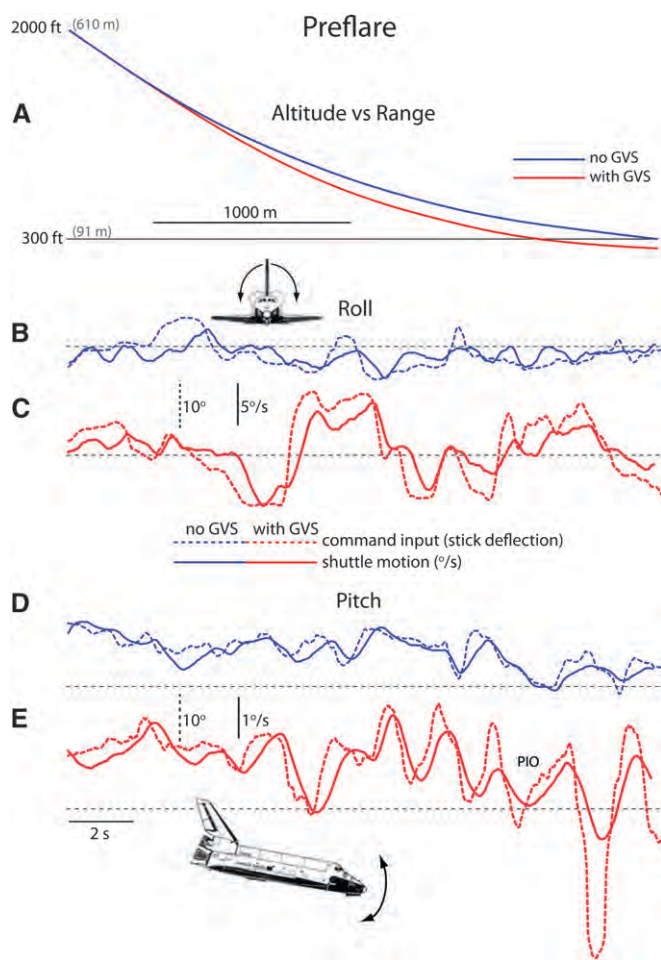 Preflare
2000 ft (610 m)
A
Altitude vs Range
no GVS
with GVS
1000 m
300 ft (91 m)
Roll
B
C
10°
5°/s
no GVS with GVS
command input (stick deflection)
shuttle motion (°/s)
D
Pitch
E
10°
1°/s
PIO
2 s